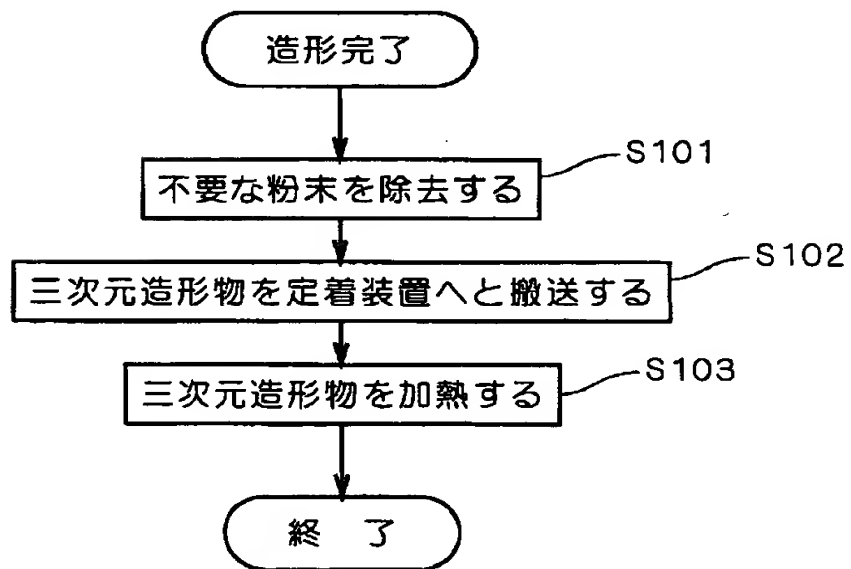 造形完了
不要な粉末を除去する
S101
三次元造形物を定着装置へと搬送する
S102
三次元造形物を加熱する
S103
終 了